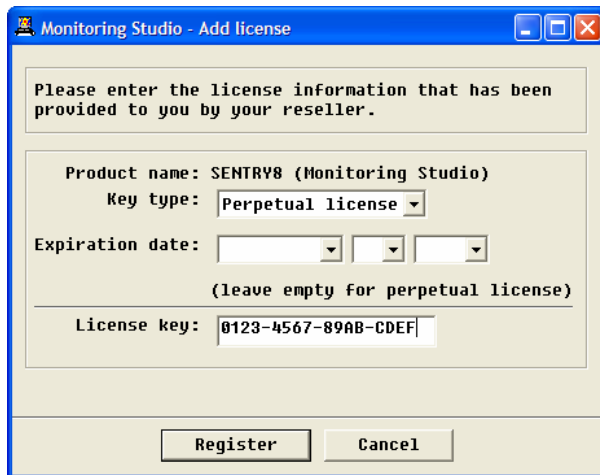 Monitoring Studio - Add license
Please enter the license information that has been
provided to you by your reseller.
Product name: SENTRY8 (Monitoring Studio)
Key type: Perpetual license
Expiration date:
(leave empty for perpetual license)
License key: 0123-4567-89AB-CDEF
Register Cancel